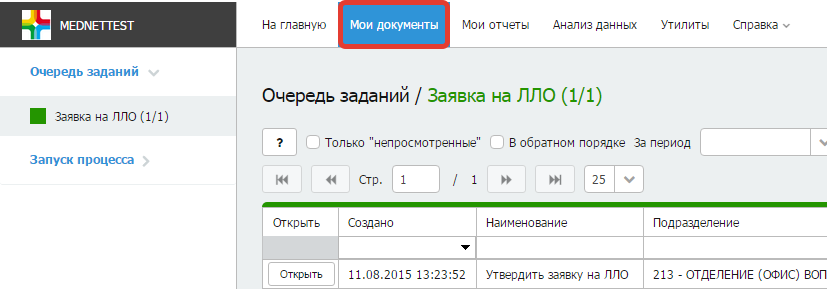 MEDNETTEST
На главную Мои документы Мои отчеты Анализ данных Утилиты Справка
Очередь заданий
Заявка на ЛЛО (1/1)
Запуск процесса
Очередь заданий / Заявка на ЛЛО (1/1)
? Только "непросмотренные" В обратном порядке За период
Стр. 1 / 1 25
Открыть Создано Наименование Подразделение
Открыть 11.08.2015 13:23:52 Утвердить заявку на ЛЛО 213 - ОТДЕЛЕНИЕ (ОФИС) ВОП